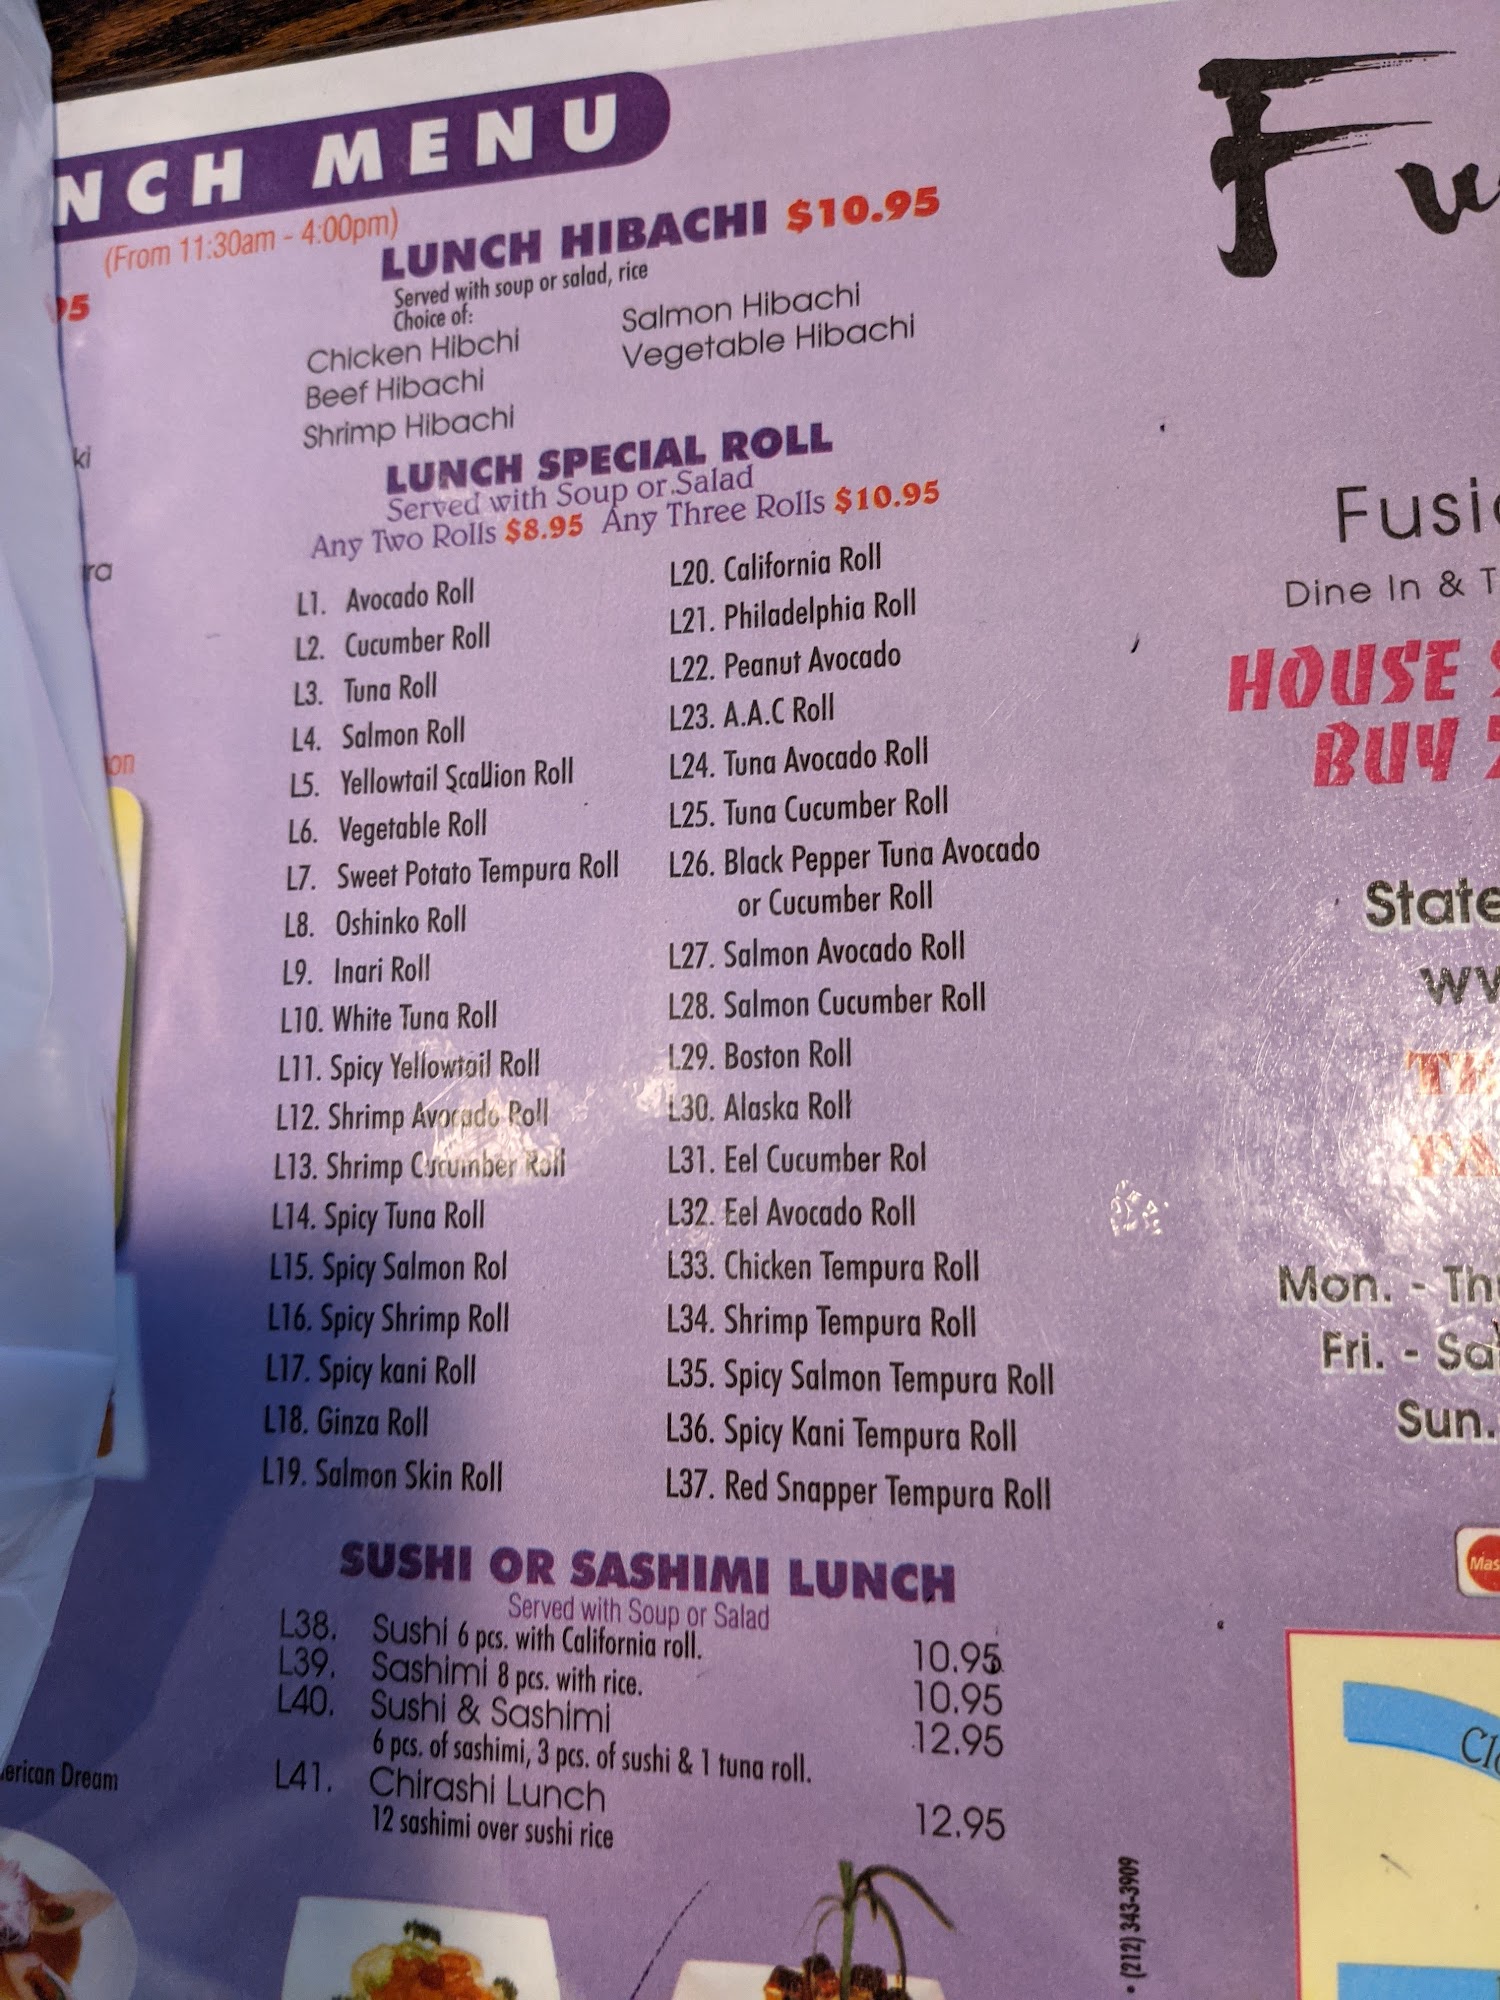 NCH MENU
(From 11:30am - 4:00pm)
LUNCH HIBACHI $10.95
Served with soup or salad, rice
Choice of:
Chicken Hibchi
Beef Hibachi
Shrimp Hibachi
Salmon Hibachi
Vegetable Hibachi
LUNCH SPECIAL ROLL
Served with Soup or Salad
Any Two Rolls $8.95 Any Three Rolls $10.95
L1. Avocado Roll
L2. Cucumber Roll
L3. Tuna Roll
L4. Salmon Roll
L5. Yellowtail Scallion Roll
L6. Vegetable Roll
L7. Sweet Potato Tempura Roll
L8. Oshinko Roll
L9. Inari Roll
L10. White Tuna Roll
L11. Spicy Yellowtail Roll
L12. Shrimp Avocado Roll
L13. Shrimp Cucumber Roll
L14. Spicy Tuna Roll
L15. Spicy Salmon Rol
L16. Spicy Shrimp Roll
L17. Spicy kani Roll
L18. Ginza Roll
L19. Salmon Skin Roll
L20. California Roll
L21. Philadelphia Roll
L22. Peanut Avocado
L23. A.A.C Roll
L24. Tuna Avocado Roll
L25. Tuna Cucumber Roll
L26. Black Pepper Tuna Avocado
or Cucumber Roll
L27. Salmon Avocado Roll
L28. Salmon Cucumber Roll
L29. Boston Roll
L30. Alaska Roll
L31. Eel Cucumber Rol
L32. Eel Avocado Roll
L33. Chicken Tempura Roll
L34. Shrimp Tempura Roll
L35. Spicy Salmon Tempura Roll
L36. Spicy Kani Tempura Roll
L37. Red Snapper Tempura Roll
SUSHI OR SASHIMI LUNCH
Served with Soup or Salad
L38. Sushi 6 pcs. with California roll. 10.95
L39. Sashimi 8 pcs. with rice. 10.95
L40. Sushi & Sashimi 12.95
6 pcs. of sashimi, 3 pcs. of sushi & 1 tuna roll.
L41. Chirashi Lunch 12.95
12 sashimi over sushi rice
95
ki
ra
on
erican Dream
• (212) 343-3909
Fu
Fusi
Dine In & T
HOUSE
BUY 2
State
ww
TA
Mon. - Th
Fri. - Sa
Sun.
Mas
Clo